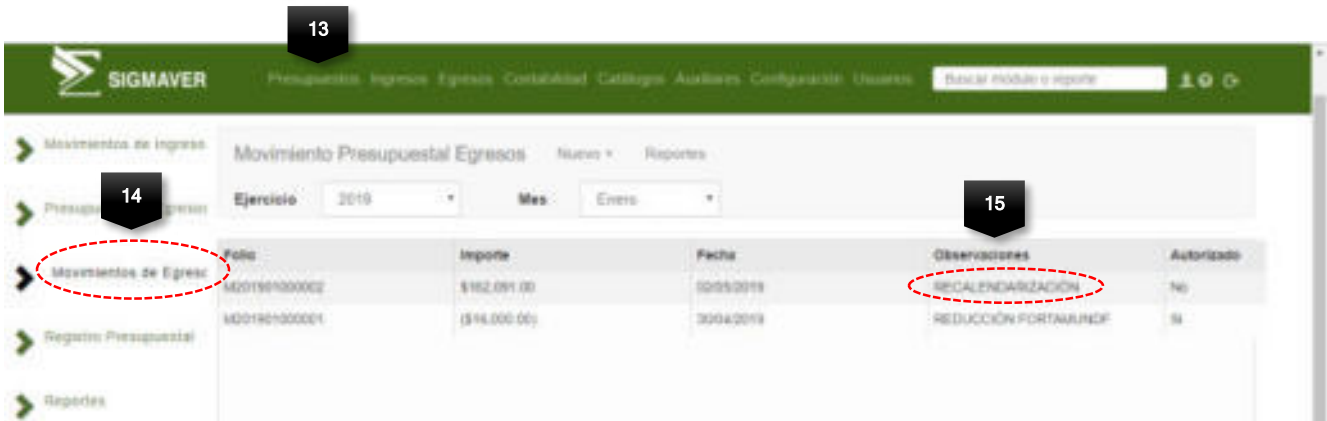 13
SIGMAVER
Presupuestos Ingresos Egresos Contabilidad Catálogos Auxiliares Configuración Usuarios Buscar módulo o reporte
Movimientos de Ingreso
Movimiento Presupuestal Egresos Nuevo Reportes
14
Ejercicio 2019 Mes Enero
15
Folio Importe Fecha Observaciones Autorizado
Movimientos de Egresc
M201901000002 $162,091.00 02/05/2019 RECALENDARIZACIÓN No
M201901000001 ($16,000.00) 30/04/2019 REDUCCIÓN FORTAMUNDF Si
Registro Presupuestal
Reportes